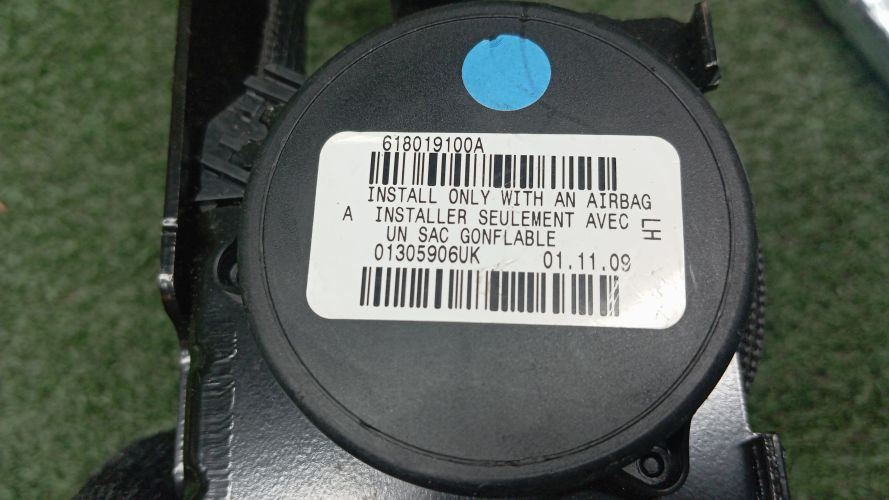 618019100A
INSTALL ONLY WITH AN AIRBAG
A INSTALLER SEULEMENT AVEC
UN SAC GONFLABLE
LH
01305906UK 01.11.09